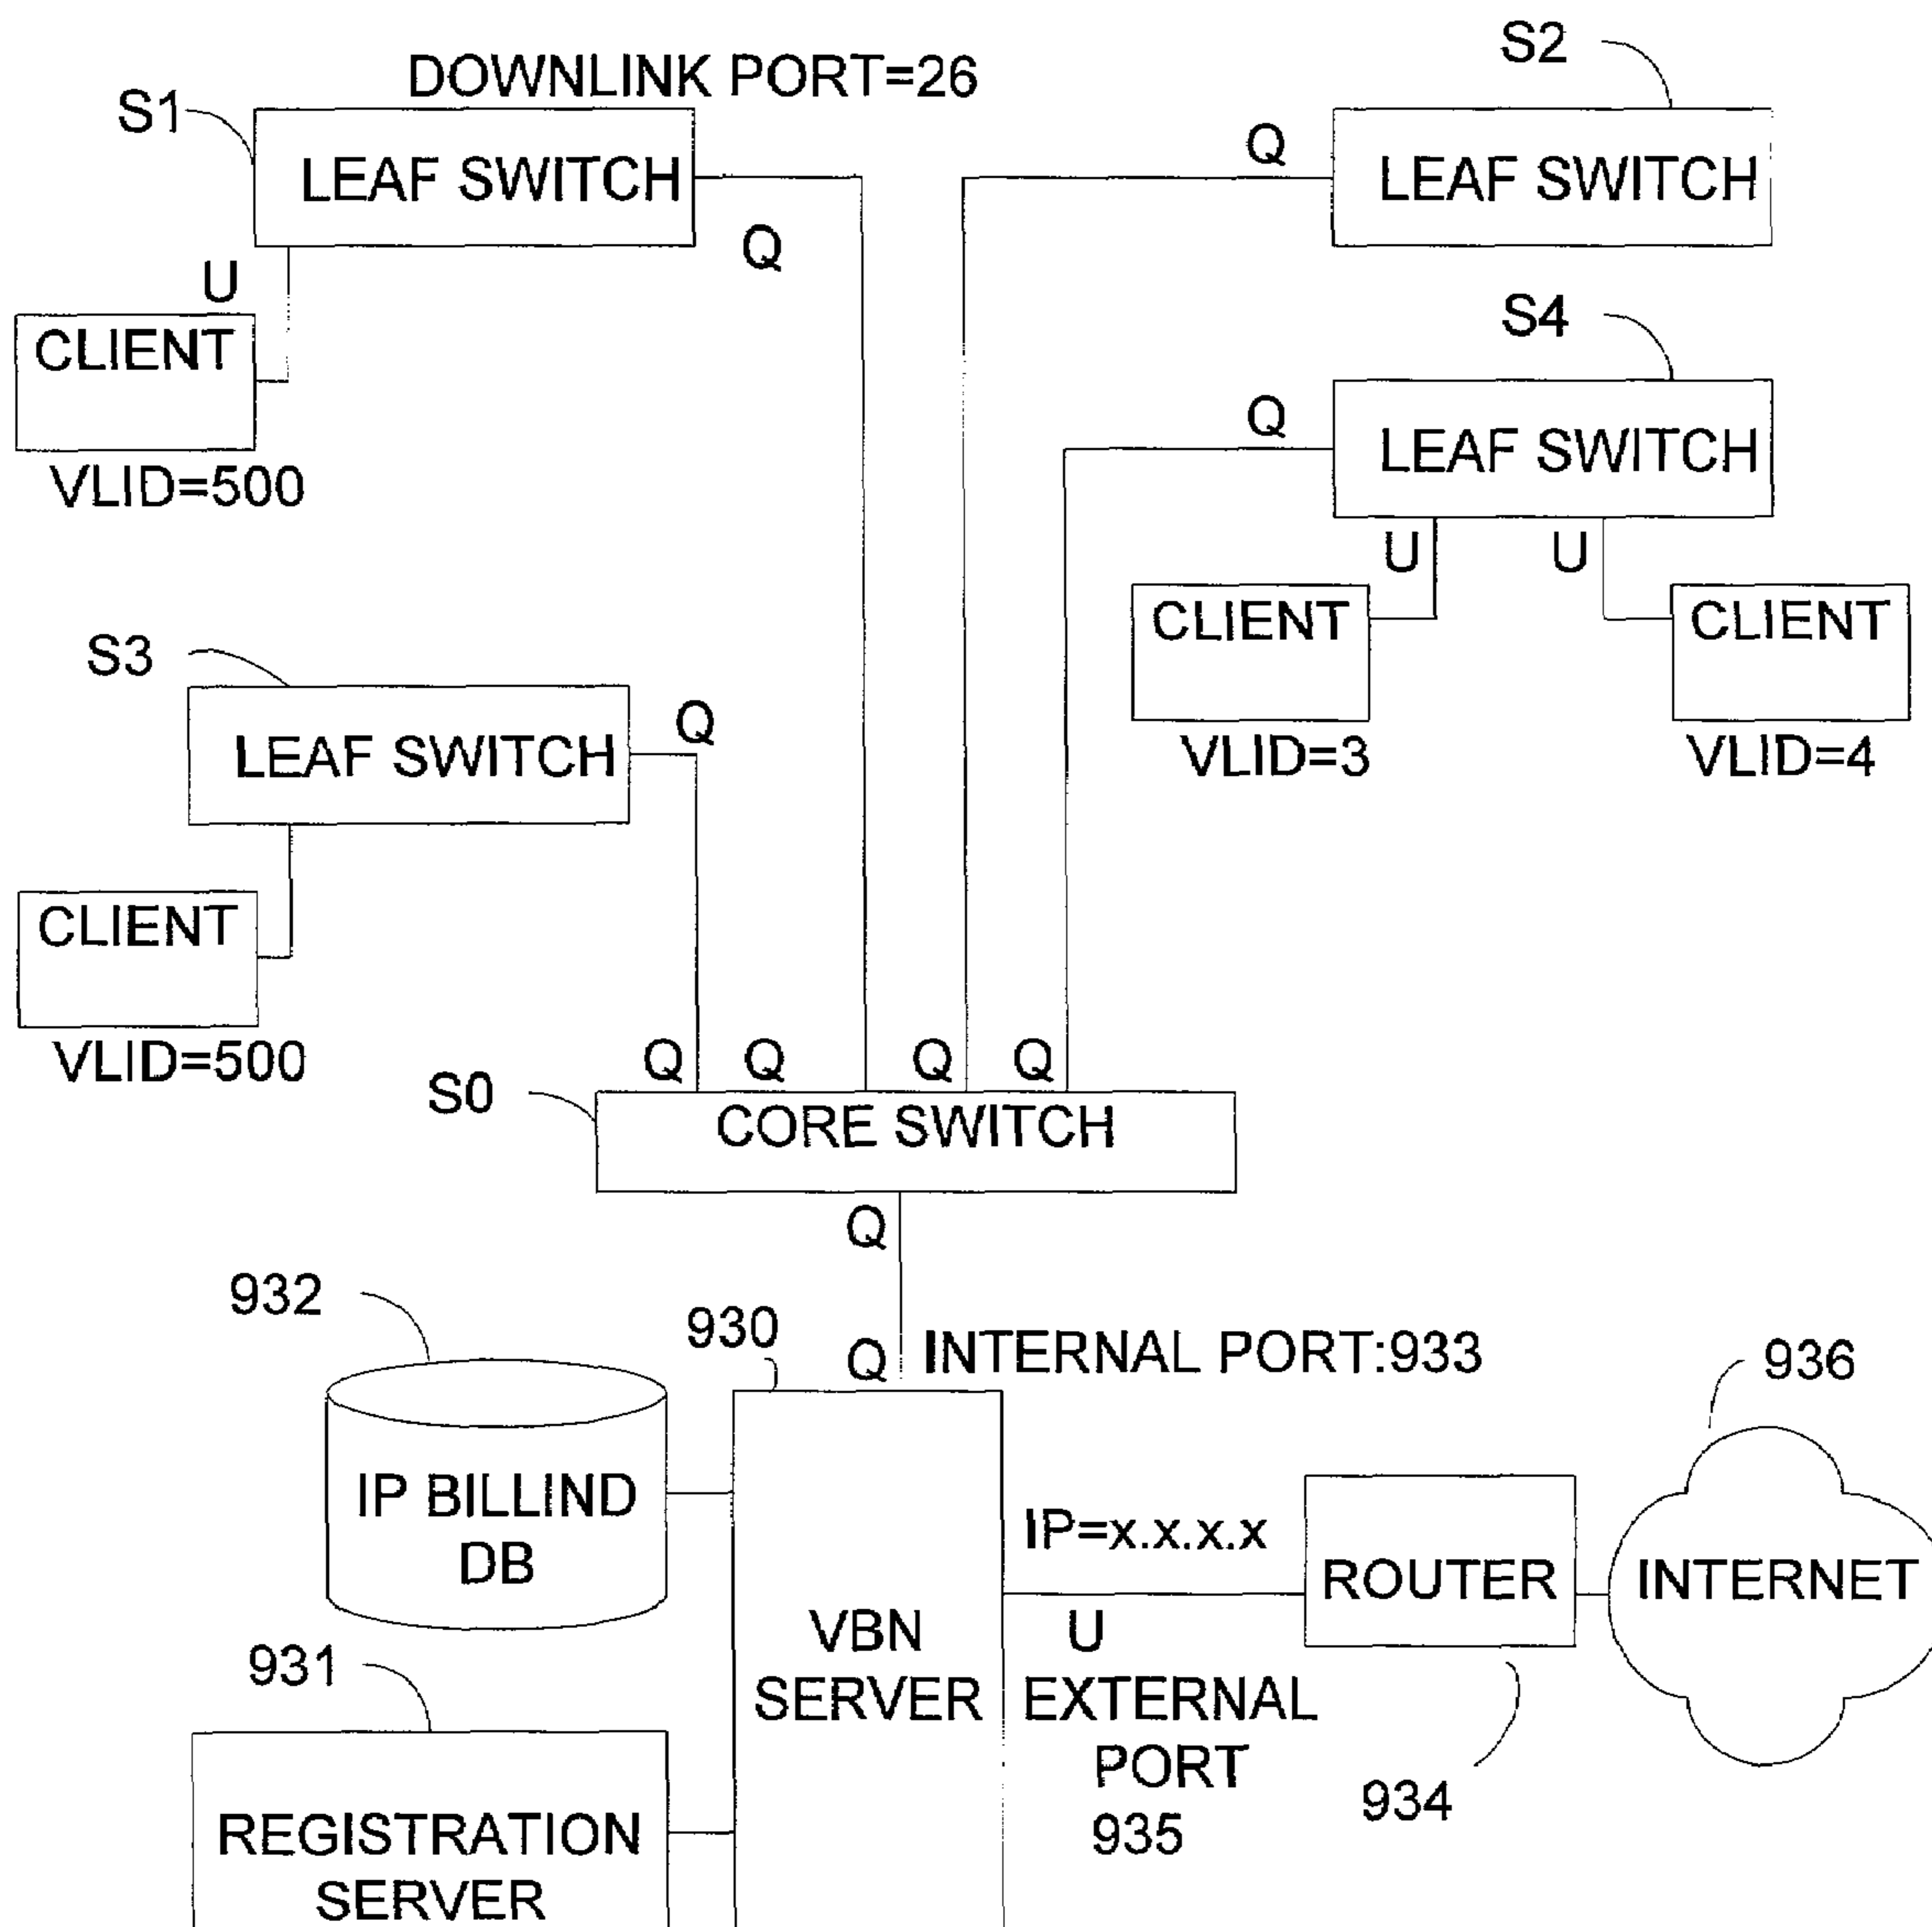 DOWNLINK PORT=26
S1
S2
LEAF SWITCH
Q
LEAF SWITCH
Q
U
CLIENT
VLID=500
S4
Q
LEAF SWITCH
U
U
CLIENT
CLIENT
VLID=3
VLID=4
S3
Q
LEAF SWITCH
CLIENT
VLID=500
Q
Q
Q
Q
S0
CORE SWITCH
Q
932
930
Q
INTERNAL PORT:933
936
IP BILLIND
DB
IP=x.x.x.x
ROUTER
INTERNET
VBN
SERVER
U
EXTERNAL
PORT
935
934
931
REGISTRATION
SERVER